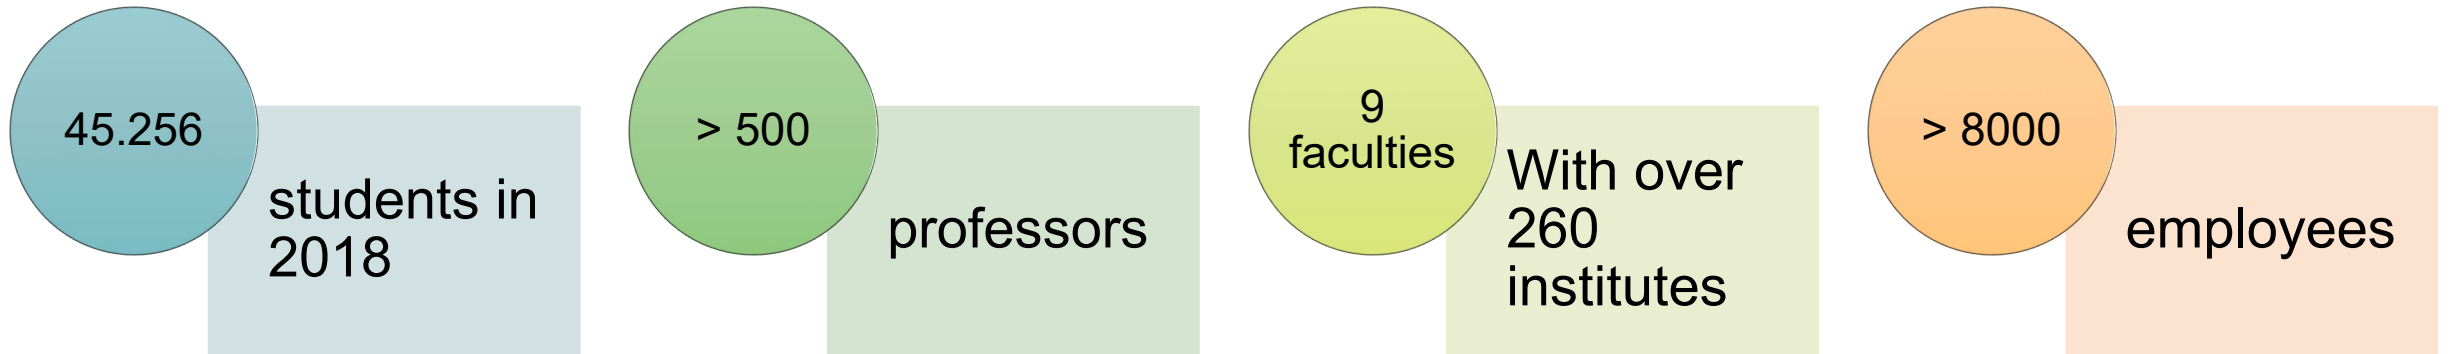 45.256
students in
2018
> 500
professors
9
faculties
With over
260
institutes
> 8000
employees